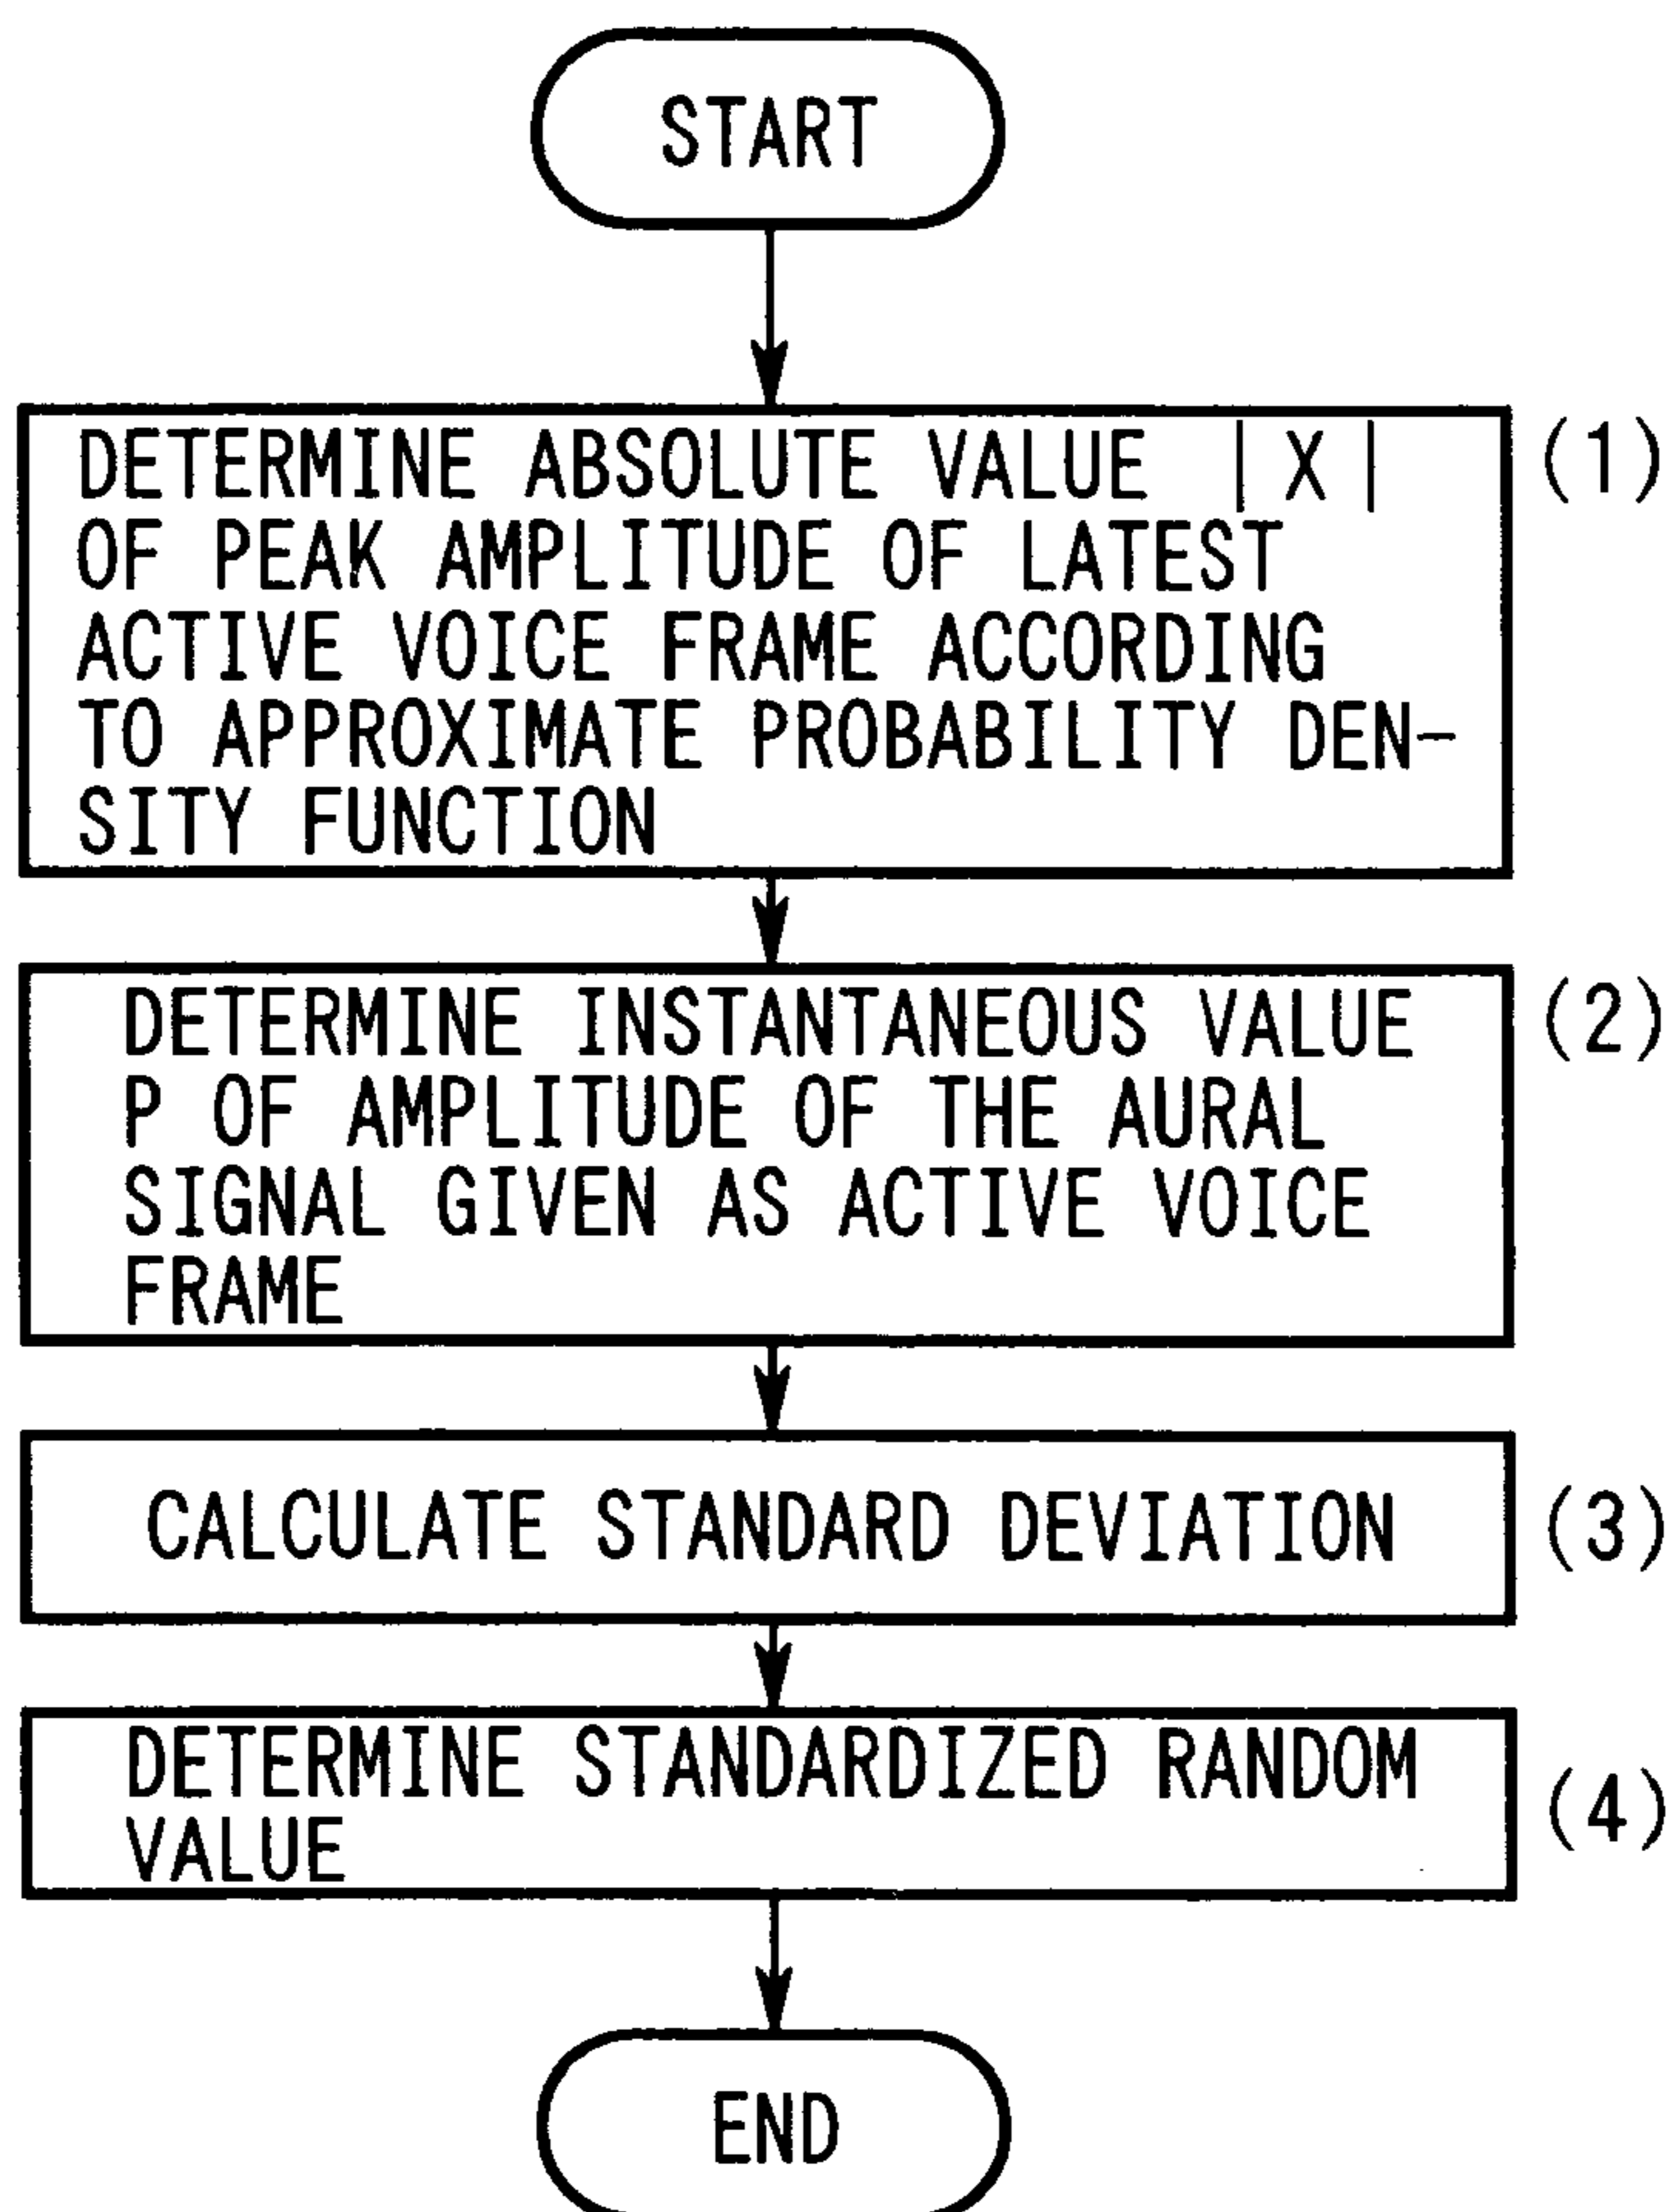 START
DETERMINE ABSOLUTE VALUE |X|
(1)
OF PEAK AMPLITUDE OF LATEST
ACTIVE VOICE FRAME ACCORDING
TO APPROXIMATE PROBABILITY DEN-
SITY FUNCTION
DETERMINE INSTANTANEOUS VALUE
(2)
P OF AMPLITUDE OF THE AURAL
SIGNAL GIVEN AS ACTIVE VOICE
FRAME
CALCULATE STANDARD DEVIATION
(3)
DETERMINE STANDARDIZED RANDOM
VALUE
(4)
END